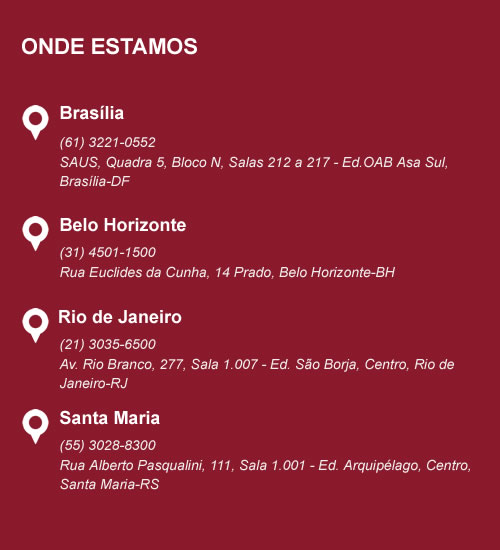 ONDE ESTAMOS
Brasília
(61) 3221-0552
SAUS, Quadra 5, Bloco N, Salas 212 a 217 - Ed.OAB Asa Sul,
Brasília-DF
Belo Horizonte
(31) 4501-1500
Rua Euclides da Cunha, 14 Prado, Belo Horizonte-BH
Rio de Janeiro
(21) 3035-6500
Av. Rio Branco, 277, Sala 1.007 - Ed. São Borja, Centro, Rio de
Janeiro-RJ
Santa Maria
(55) 3028-8300
Rua Alberto Pasqualini, 111, Sala 1.001 - Ed. Arquipélago, Centro,
Santa Maria-RS